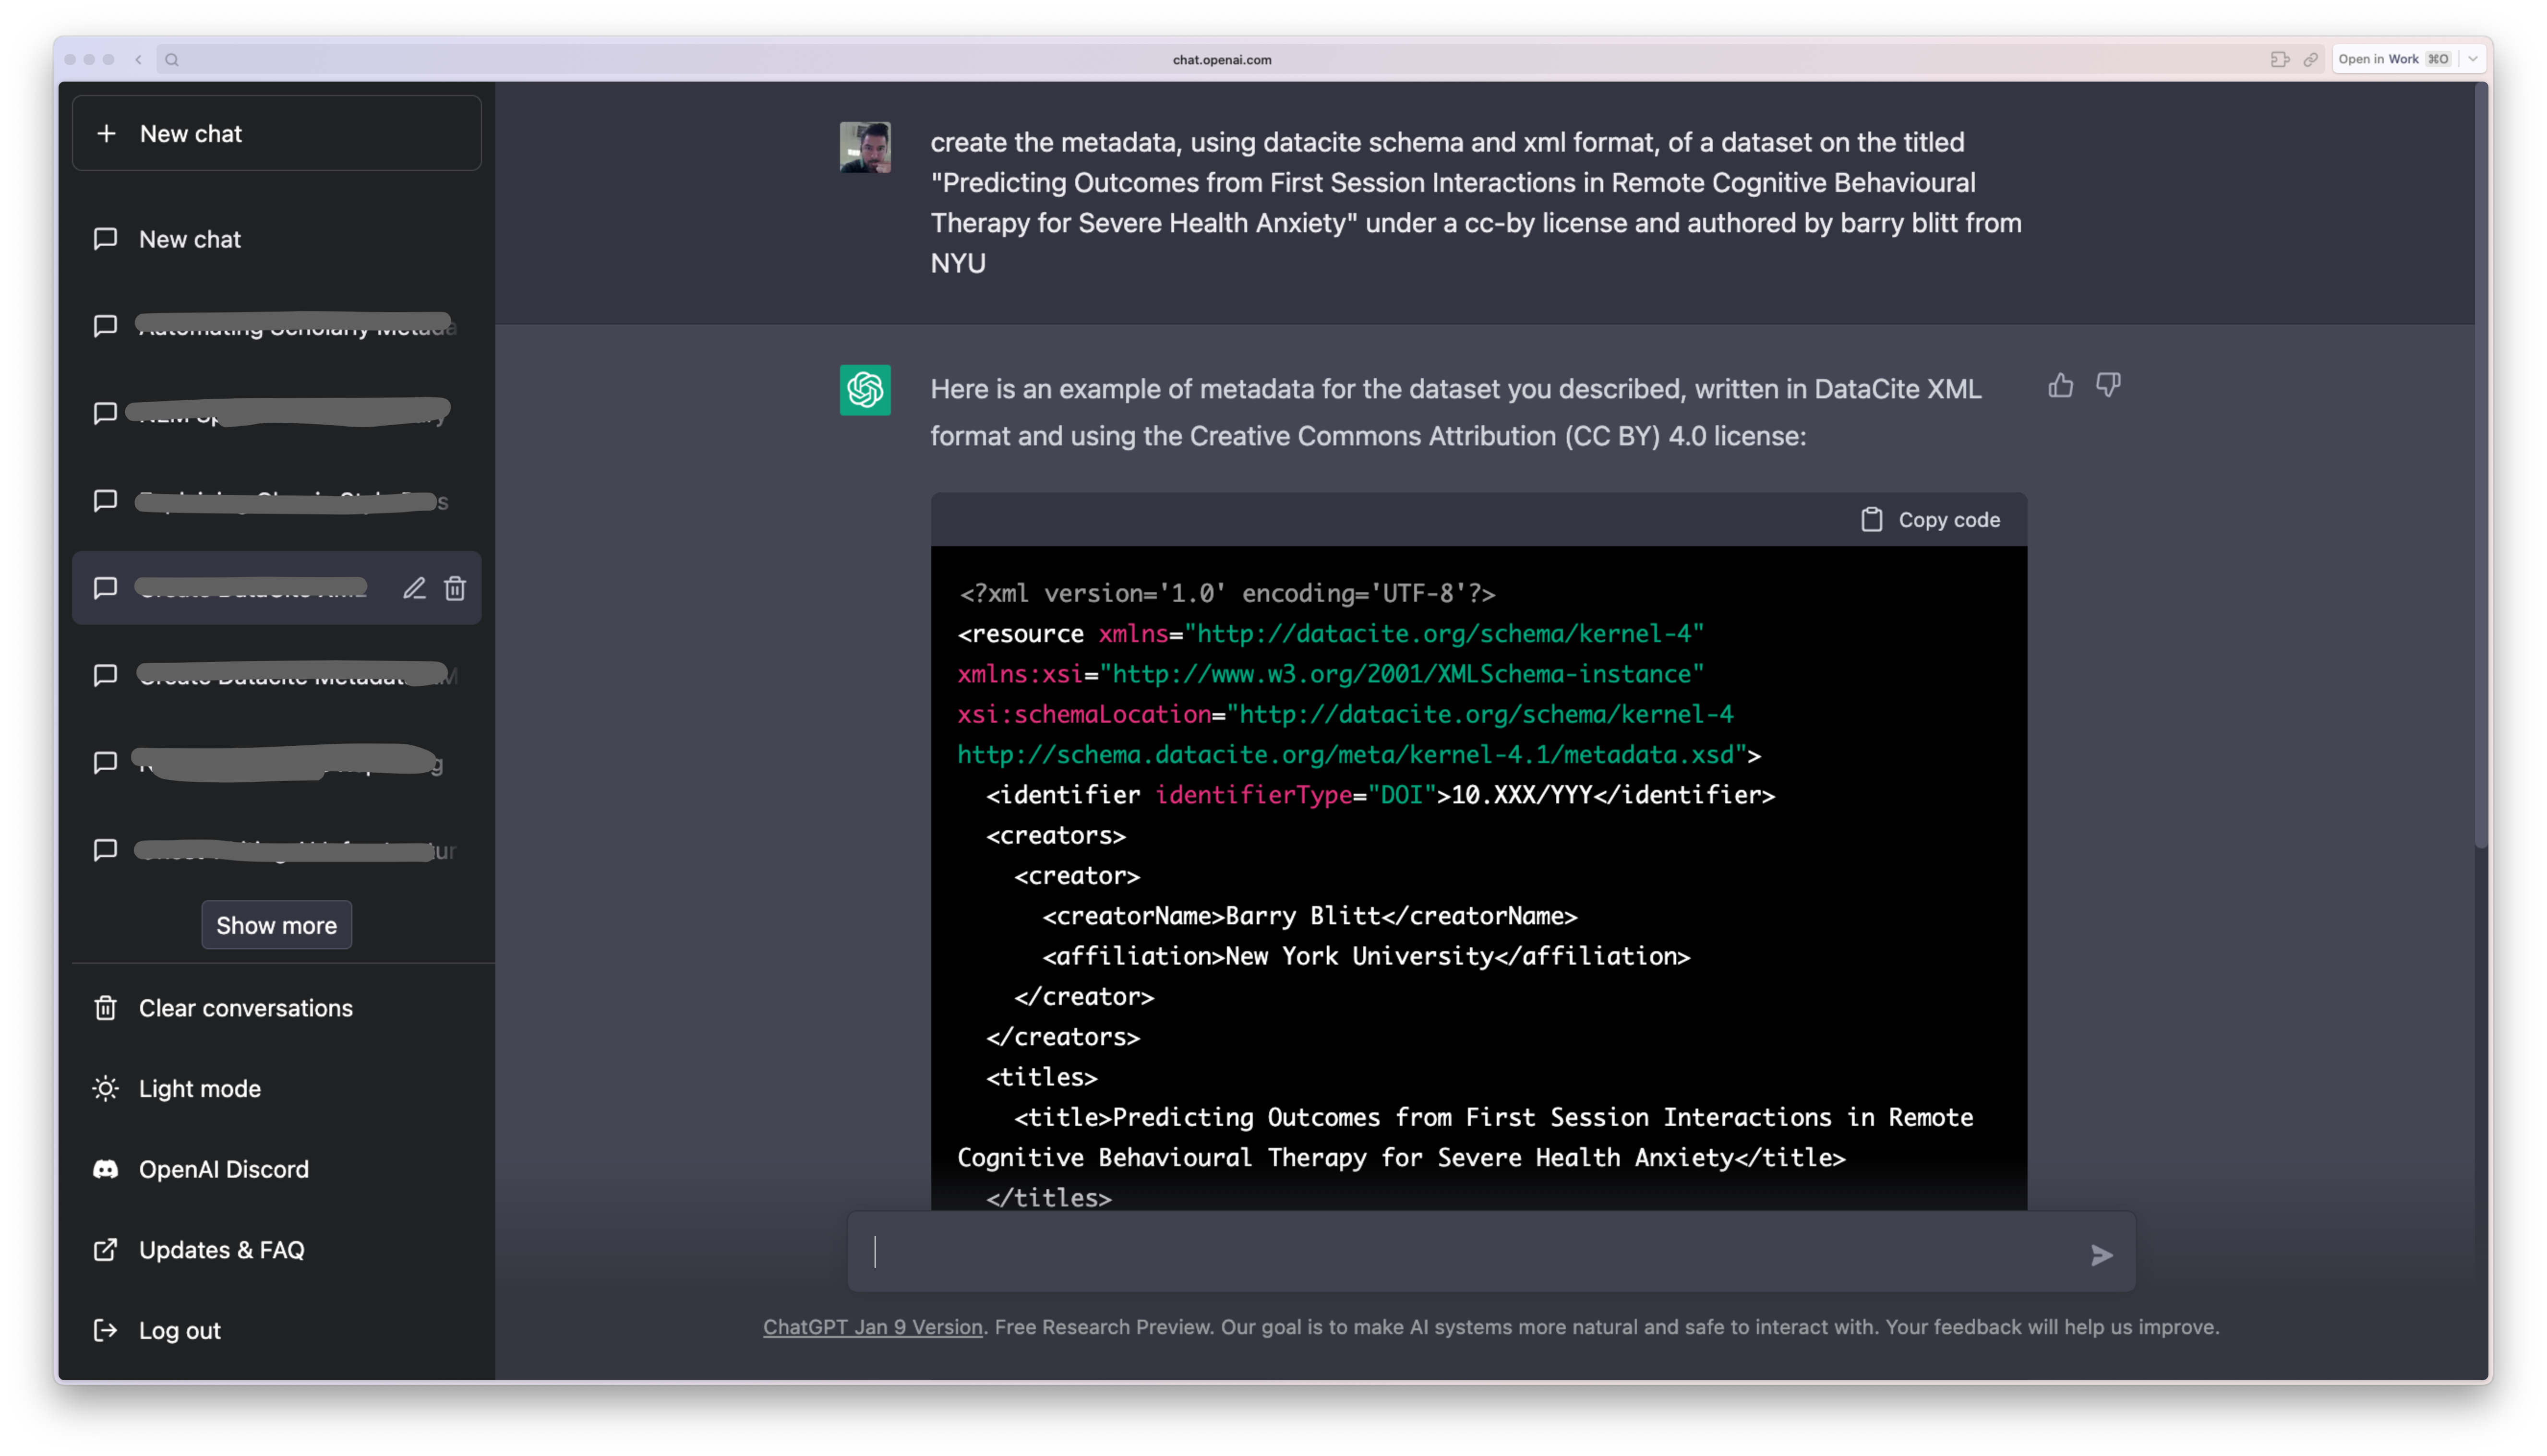 chat.openai.com
Open in Work ⌘O
New chat
New chat
Show more
Clear conversations
Light mode
OpenAI Discord
Updates & FAQ
Log out
create the metadata, using datacite schema and xml format, of a dataset on the titled
"Predicting Outcomes from First Session Interactions in Remote Cognitive Behavioural
Therapy for Severe Health Anxiety" under a cc-by license and authored by barry blitt from
NYU
Here is an example of metadata for the dataset you described, written in DataCite XML
format and using the Creative Commons Attribution (CC BY) 4.0 license:
Copy code
<?xml version='1.0' encoding='UTF-8'?>
<resource xmlns="http://datacite.org/schema/kernel-4"
xmlns:xsi="http://www.w3.org/2001/XMLSchema-instance"
xsi:schemaLocation="http://datacite.org/schema/kernel-4
http://schema.datacite.org/meta/kernel-4.1/metadata.xsd">
<identifier identifierType="DOI">10.XXX/YYY</identifier>
<creators>
<creator>
<creatorName>Barry Blitt</creatorName>
<affiliation>New York University</affiliation>
</creator>
</creators>
<titles>
<title>Predicting Outcomes from First Session Interactions in Remote
Cognitive Behavioural Therapy for Severe Health Anxiety</title>
</titles>
ChatGPT Jan 9 Version. Free Research Preview. Our goal is to make AI systems more natural and safe to interact with. Your feedback will help us improve.